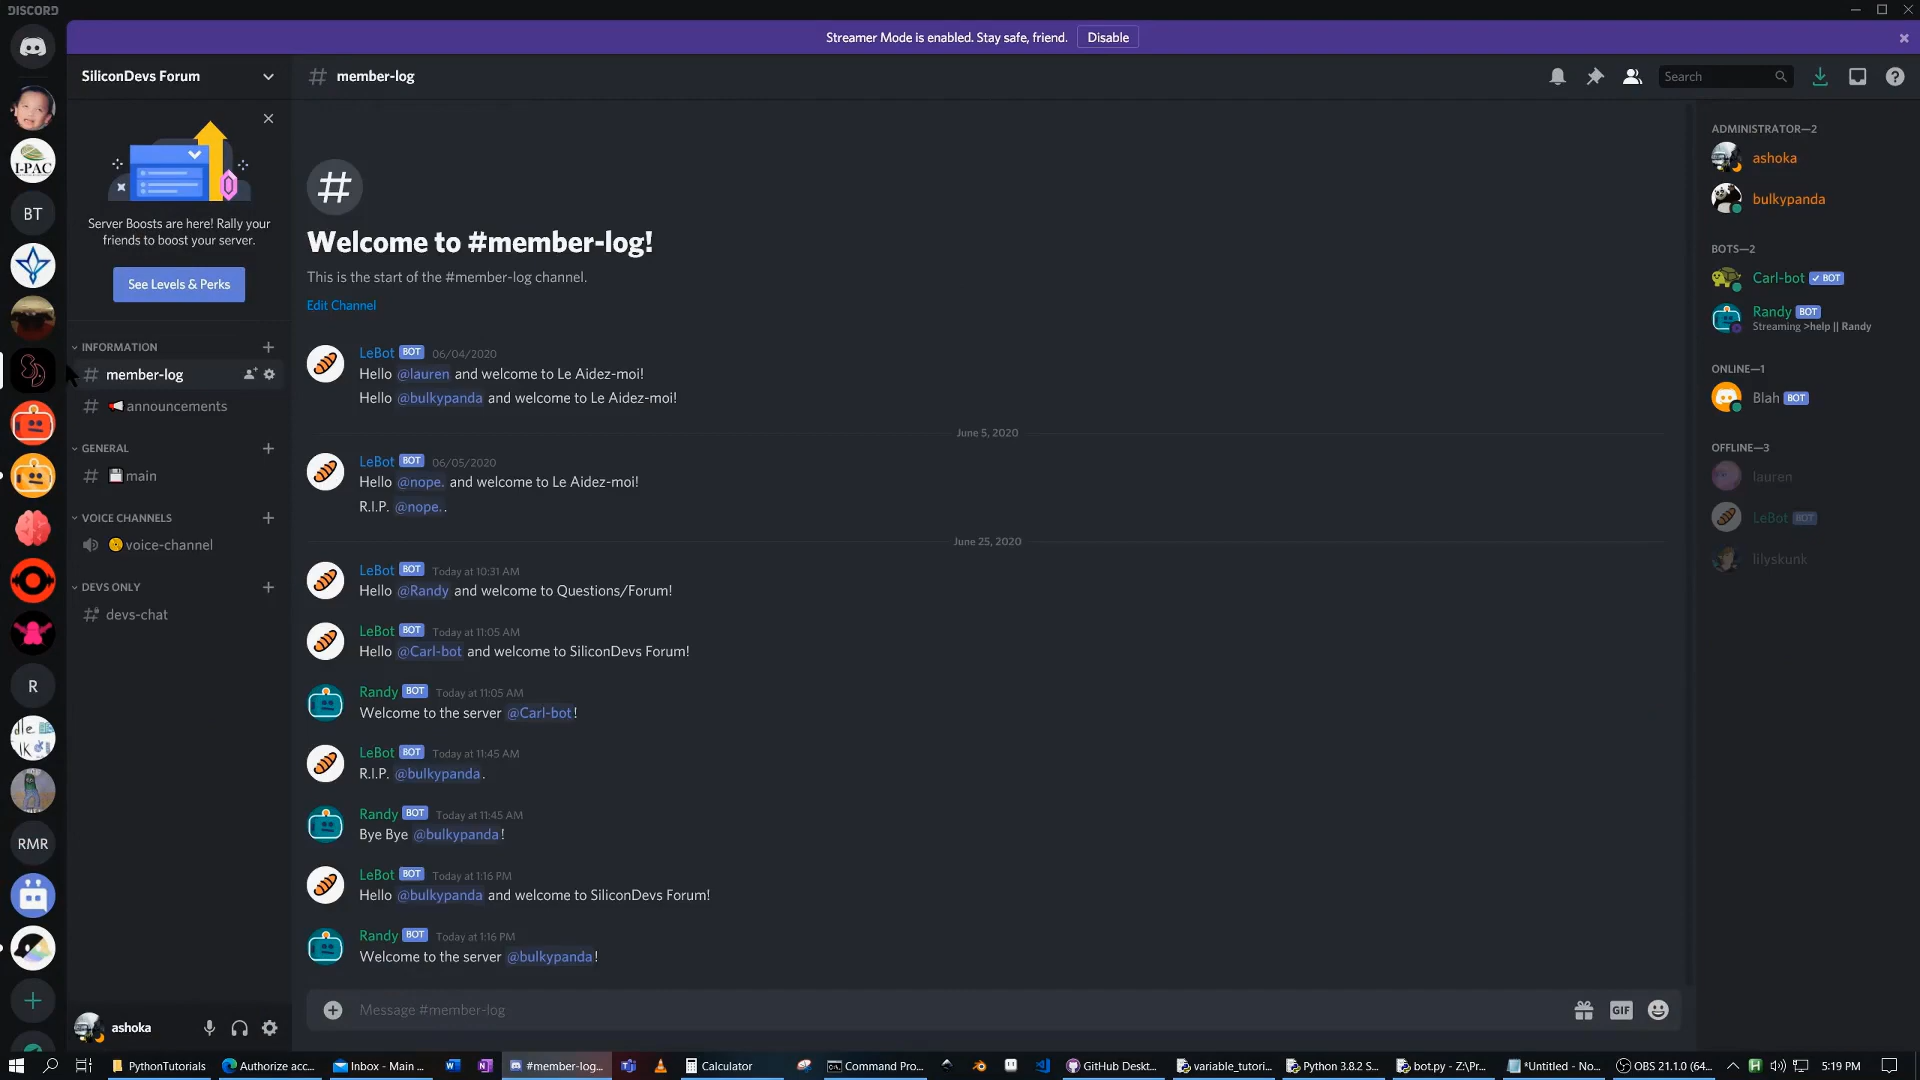 DISCORD
Streamer Mode is enabled. Stay safe, friend. Disable
SiliconDevs Forum
# member-log
Search
I-PAC
BT
R
RMR
Server Boosts are here! Rally your
friends to boost your server.
See Levels & Perks
INFORMATION
# member-log
# announcements
GENERAL
# main
VOICE CHANNELS
voice-channel
DEVS ONLY
# devs-chat
ashoka
#
Welcome to #member-log!
This is the start of the #member-log channel.
Edit Channel
LeBot BOT 06/04/2020
Hello @lauren and welcome to Le Aidez-moi!
Hello @bulkypanda and welcome to Le Aidez-moi!
June 5, 2020
LeBot BOT 06/05/2020
Hello @nope. and welcome to Le Aidez-moi!
R.I.P. @nope..
June 25, 2020
LeBot BOT Today at 10:31 AM
Hello @Randy and welcome to Questions/Forum!
LeBot BOT Today at 11:05 AM
Hello @Carl-bot and welcome to SiliconDevs Forum!
Randy BOT Today at 11:05 AM
Welcome to the server @Carl-bot!
LeBot BOT Today at 11:45 AM
R.I.P. @bulkypanda.
Randy BOT Today at 11:45 AM
Bye Bye @bulkypanda!
LeBot BOT Today at 1:16 PM
Hello @bulkypanda and welcome to SiliconDevs Forum!
Randy BOT Today at 1:16 PM
Welcome to the server @bulkypanda!
Message #member-log
GIF
ADMINISTRATOR—2
ashoka
bulkypanda
BOTS—2
Carl-bot BOT
Randy BOT
Streaming >help || Randy
ONLINE—1
Blah BOT
OFFLINE—3
lauren
LeBot BOT
lilyskunk
PythonTutorials
Authorize acc...
Inbox - Main ...
#member-log...
Calculator
Command Pro...
GitHub Deskt...
variable_tutori...
Python 3.8.2 S...
bot.py - Z:\Pr...
*Untitled - No...
OBS 21.1.0 (64...
5:19 PM